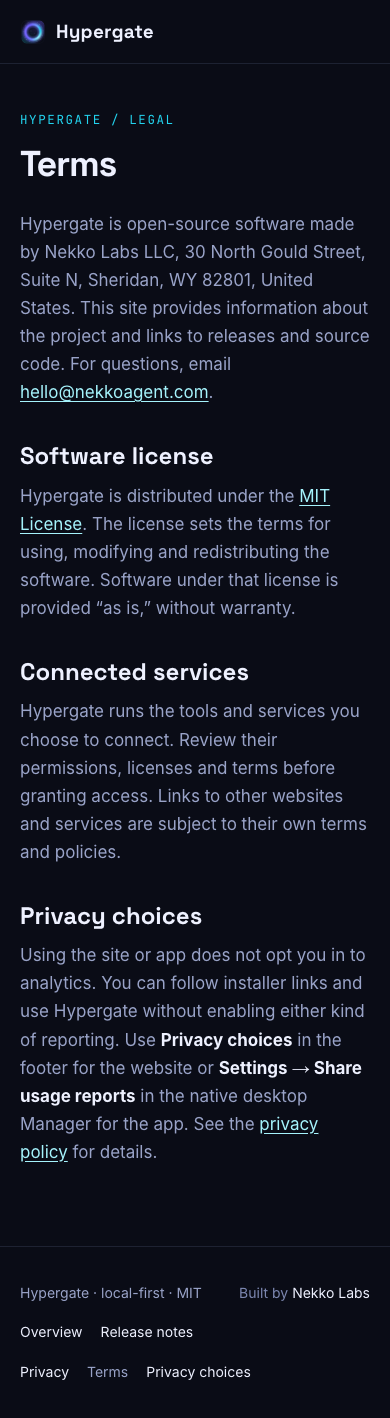 Hypergate
HYPERGATE / LEGAL
Terms
Hypergate is open-source software made
by Nekko Labs LLC, 30 North Gould Street,
Suite N, Sheridan, WY 82801, United
States. This site provides information about
the project and links to releases and source
code. For questions, email
hello@nekkoagent.com.
Software license
Hypergate is distributed under the MIT
License. The license sets the terms for
using, modifying and redistributing the
software. Software under that license is
provided “as is,” without warranty.
Connected services
Hypergate runs the tools and services you
choose to connect. Review their
permissions, licenses and terms before
granting access. Links to other websites
and services are subject to their own terms
and policies.
Privacy choices
Using the site or app does not opt you in to
analytics. You can follow installer links and
use Hypergate without enabling either kind
of reporting. Use Privacy choices in the
footer for the website or Settings → Share
usage reports in the native desktop
Manager for the app. See the privacy
policy for details.
Hypergate · local-first · MIT Built by Nekko Labs
Overview Release notes
Privacy Terms Privacy choices